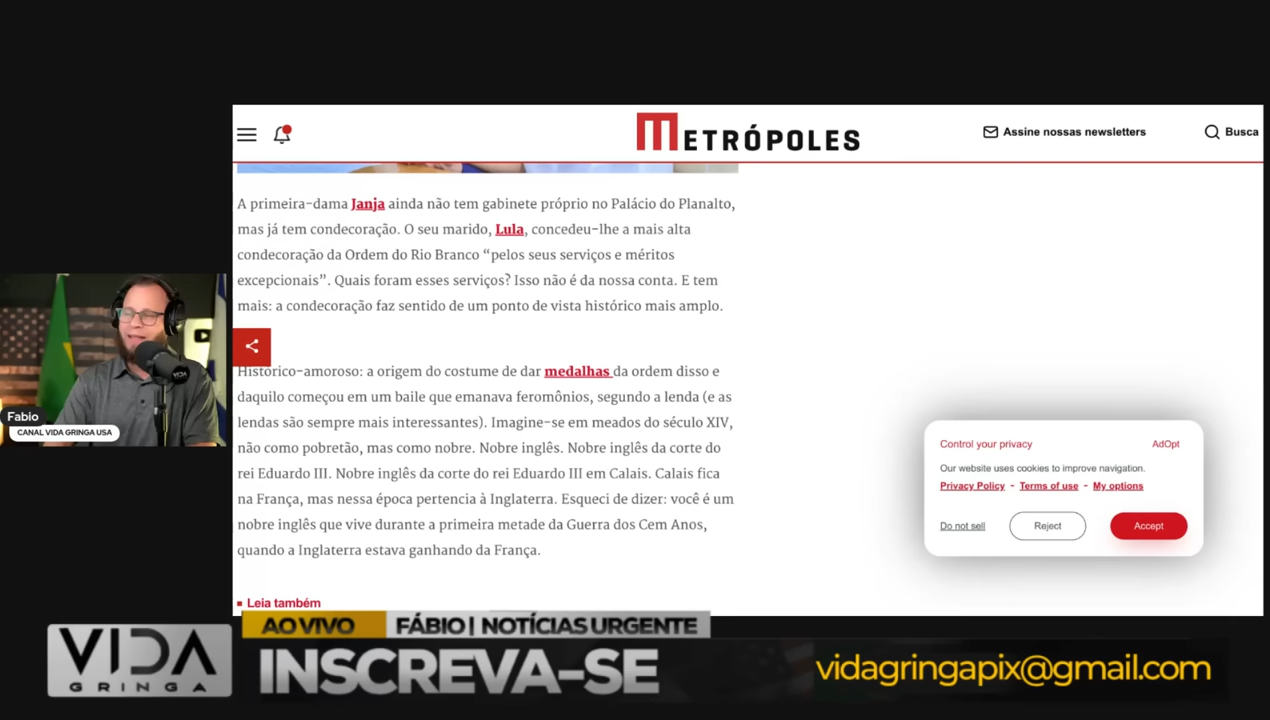 METRÓPOLES
Assine nossas newsletters
Busca
A primeira-dama Janja ainda não tem gabinete próprio no Palácio do Planalto,
mas já tem condecoração. O seu marido, Lula, concedeu-lhe a mais alta
condecoração da Ordem do Rio Branco “pelos seus serviços e méritos
excepcionais”. Quais foram esses serviços? Isso não é da nossa conta. E tem
mais: a condecoração faz sentido de um ponto de vista histórico mais amplo.
Histórico-amoroso: a origem do costume de dar medalhas da ordem disso e
daquilo começou em um baile que emanava feromônios, segundo a lenda (e as
lendas são sempre mais interessantes). Imagine-se em meados do século XIV,
não como pobretão, mas como nobre. Nobre inglês. Nobre inglês da corte do
rei Eduardo III. Nobre inglês da corte do rei Eduardo III em Calais. Calais fica
na França, mas nessa época pertencia à Inglaterra. Esqueci de dizer: você é um
nobre inglês que vive durante a primeira metade da Guerra dos Cem Anos,
quando a Inglaterra estava ganhando da França.
Leia também
Control your privacy
AdOpt
Our website uses cookies to improve navigation.
Privacy Policy - Terms of use - My options
Do not sell
Reject
Accept
Fabio
CANAL VIDA GRINGA USA
VIDA
GRINGA
AO VIVO
FÁBIO | NOTÍCIAS URGENTE
INSCREVA-SE
vidagringapix@gmail.com